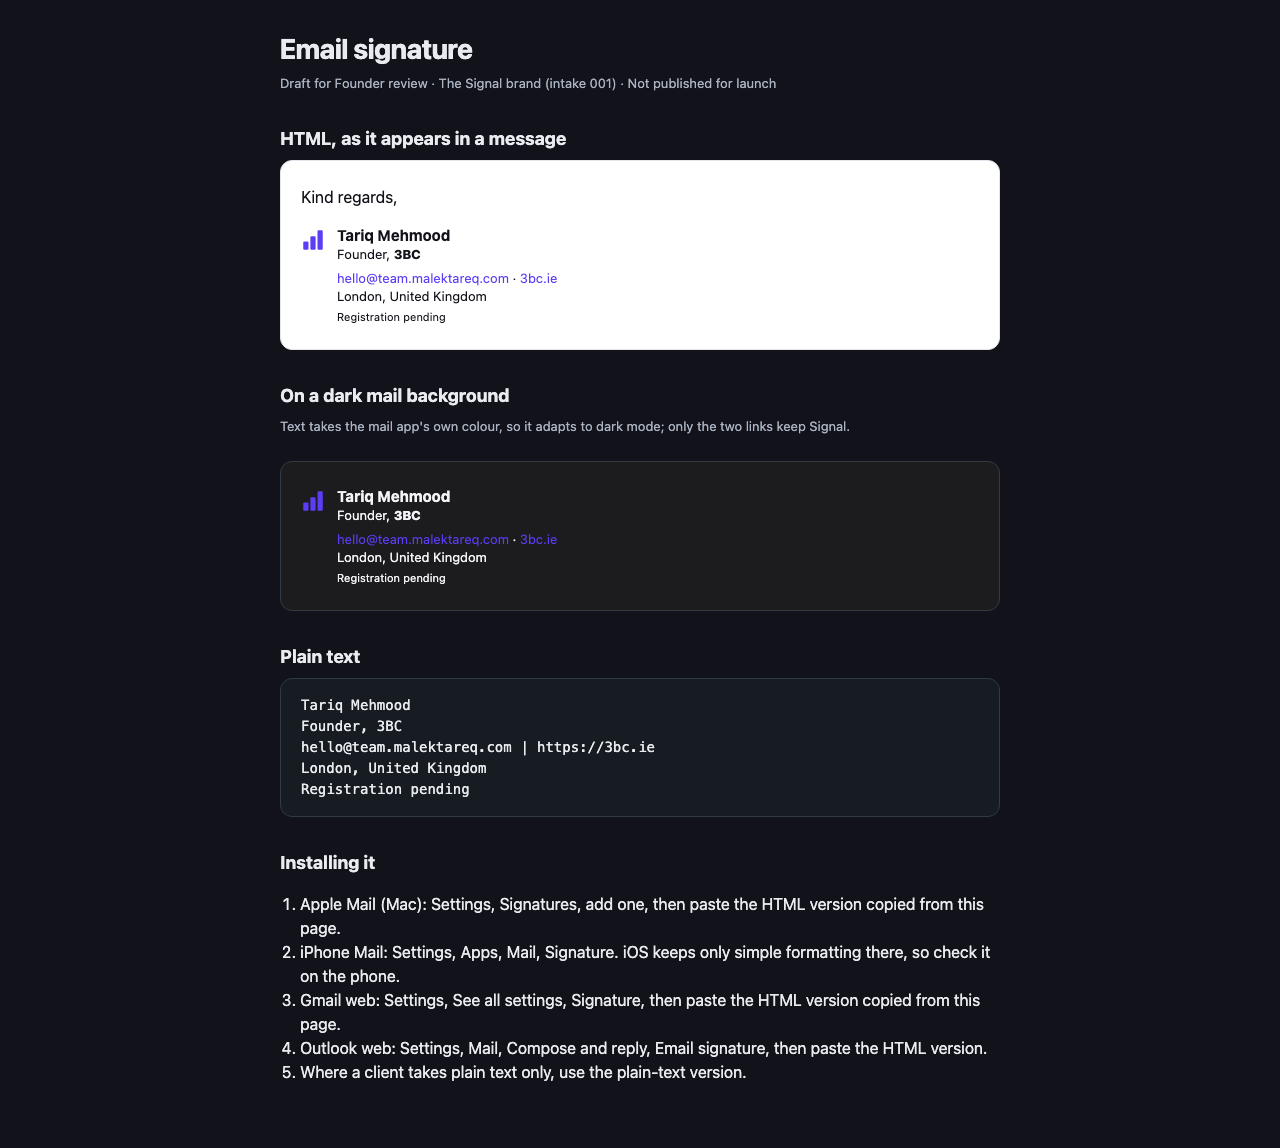 Email signature
Draft for Founder review · The Signal brand (intake 001) · Not published for launch
HTML, as it appears in a message
Kind regards,
Tariq Mehmood
Founder, 3BC
hello@team.malektareq.com · 3bc.ie
London, United Kingdom
Registration pending
On a dark mail background
Text takes the mail app's own colour, so it adapts to dark mode; only the two links keep Signal.
Tariq Mehmood
Founder, 3BC
hello@team.malektareq.com · 3bc.ie
London, United Kingdom
Registration pending
Plain text
Tariq Mehmood
Founder, 3BC
hello@team.malektareq.com | https://3bc.ie
London, United Kingdom
Registration pending
Installing it
1. Apple Mail (Mac): Settings, Signatures, add one, then paste the HTML version copied from this
page.
2. iPhone Mail: Settings, Apps, Mail, Signature. iOS keeps only simple formatting there, so check it
on the phone.
3. Gmail web: Settings, See all settings, Signature, then paste the HTML version copied from this
page.
4. Outlook web: Settings, Mail, Compose and reply, Email signature, then paste the HTML version.
5. Where a client takes plain text only, use the plain-text version.